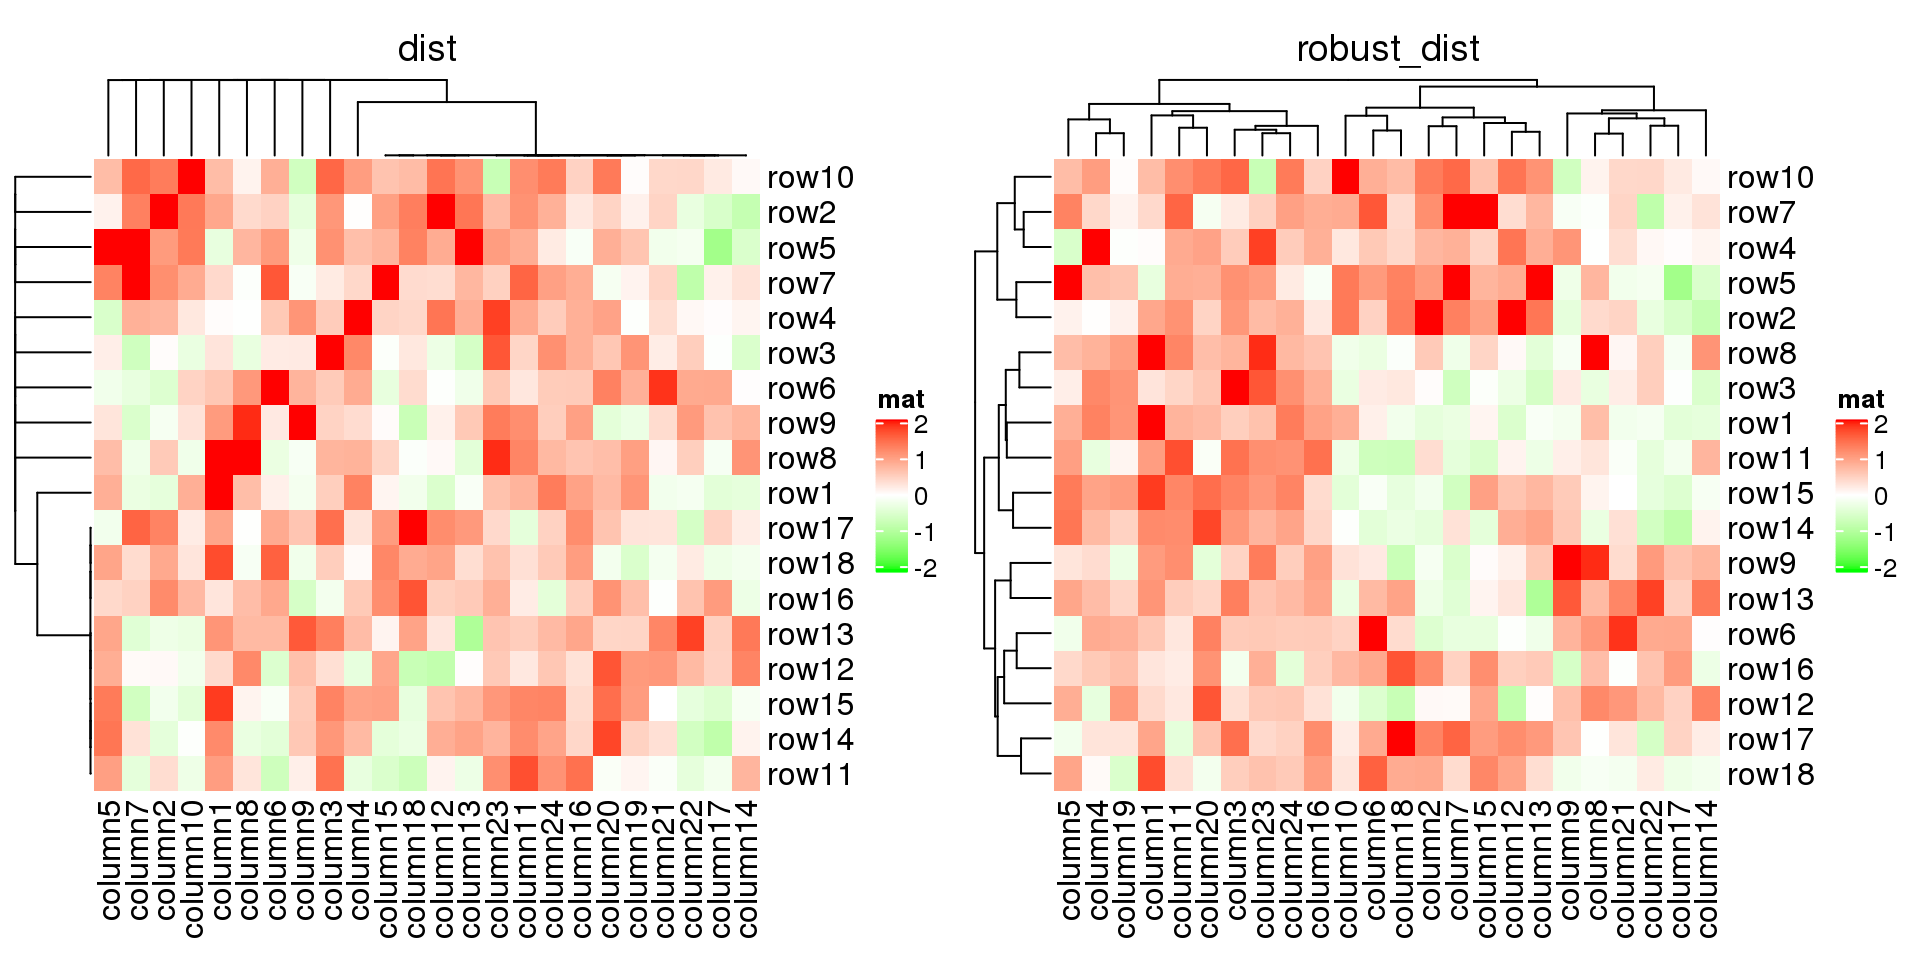 dist
row10
row2
row5
row7
row4
row3
row6
row9
row8
row1
row17
row18
row16
row13
row12
row15
row14
row11
column5
column7
column2
column10
column1
column8
column6
column9
column3
column4
column15
column18
column12
column13
column23
column11
column24
column16
column20
column19
column21
column22
column17
column14
mat
2
1
0
-1
-2
robust_dist
row10
row7
row4
row5
row2
row8
row3
row1
row11
row15
row14
row9
row13
row6
row16
row12
row17
row18
column5
column4
column19
column1
column11
column20
column3
column23
column24
column16
column10
column6
column18
column2
column7
column15
column12
column13
column9
column8
column21
column22
column17
column14
mat
2
1
0
-1
-2